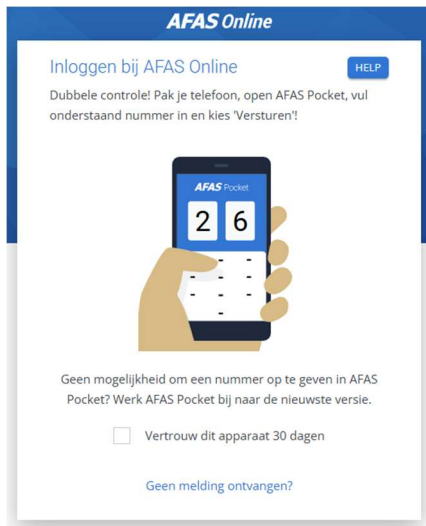 AFAS Online
Inloggen bij AFAS Online
HELP
Dubbele controle! Pak je telefoon, open AFAS Pocket, vul
onderstaand nummer in en kies 'Versturen'!
AFAS Pocket
2 6
Geen mogelijkheid om een nummer op te geven in AFAS
Pocket? Werk AFAS Pocket bij naar de nieuwste versie.
Vertrouw dit apparaat 30 dagen
Geen melding ontvangen?